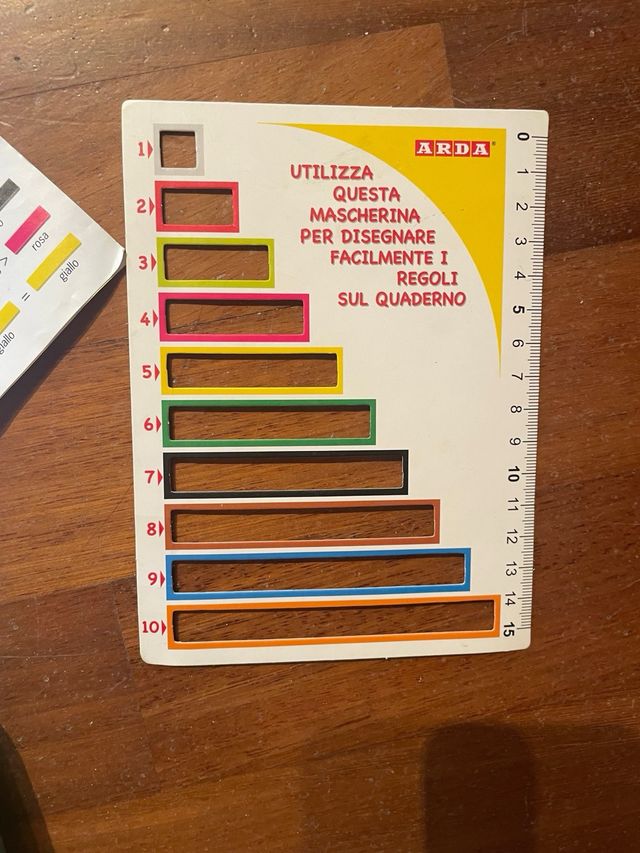 ARDA®
UTILIZZA
QUESTA
MASCHERINA
PER DISEGNARE
FACILMENTE I
REGOLI
SUL QUADERNO
1
2
3
4
5
6
7
8
9
10
0
1
2
3
4
5
6
7
8
9
10
11
12
13
14
15
rosa
>
=
giallo